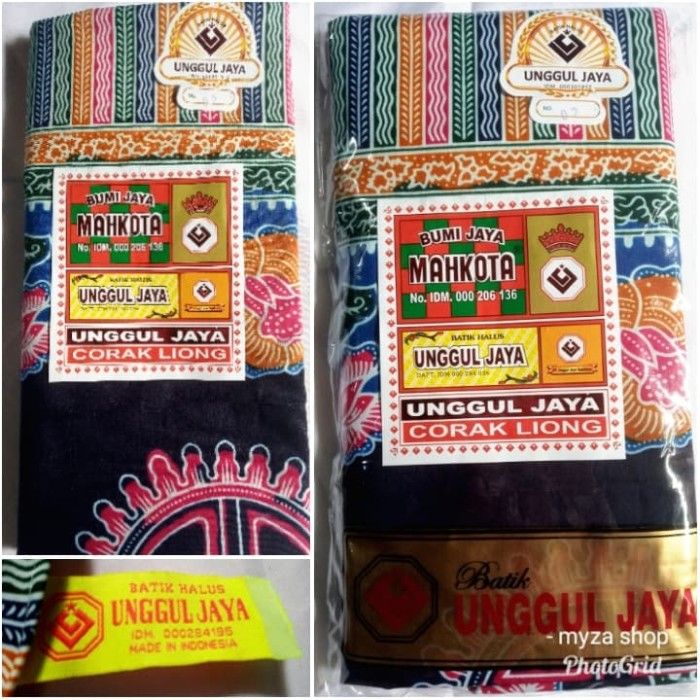 UNGGUL JAYA
No.
BUMI JAYA
MAHKOTA
No. IDM. 000 206 136
UNGGUL JAYA
UNGGUL JAYA
CORAK LIONG
UNGGUL JAYA
NO.
BUMI JAYA
MAHKOTA
No. IDM. 000 206 136
BATIK HALUS
UNGGUL JAYA
UNGGUL JAYA
CORAK LIONG
BATIK HALUS
UNGGUL JAYA
IDM. 000284195
MADE IN INDONESIA
Batik
UNGGUL JAYA
- myza shop
PhotoGrid